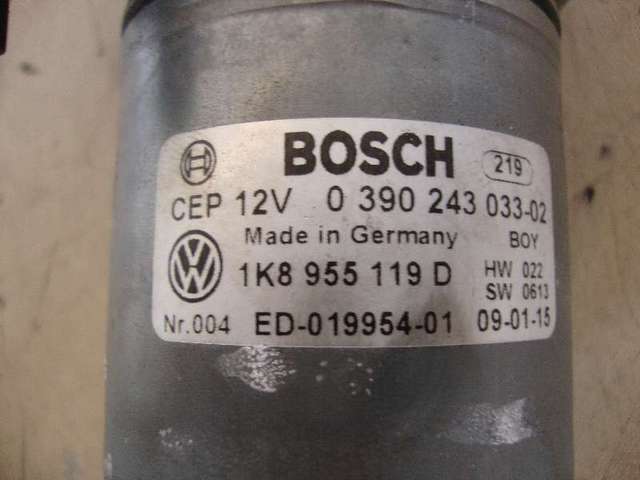 BOSCH 219
CEP 12V 0 390 243 033-02
Made in Germany BOY
1K8 955 119 D HW 022
SW 0613
Nr.004 ED-019954-01 09-01-15